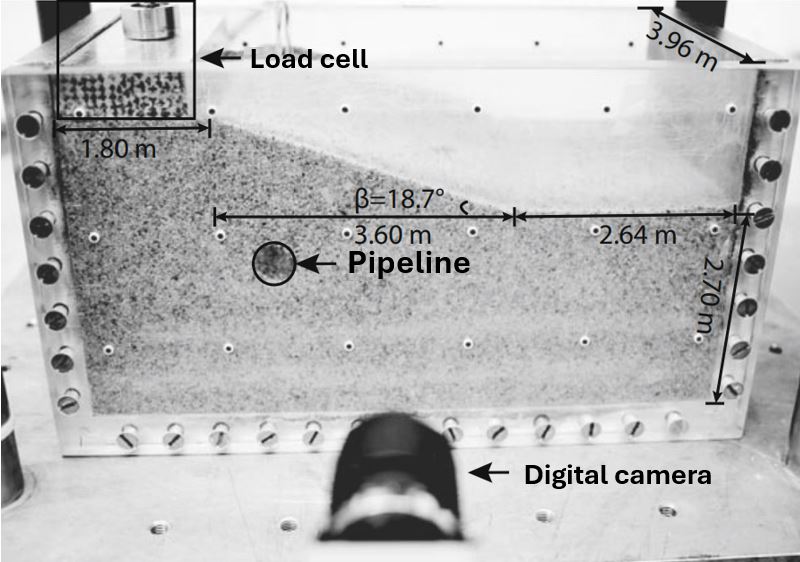 3.96 m
Load cell
1.80 m
β=18.7°
3.60 m
2.64 m
Pipeline
2.70 m
Digital camera